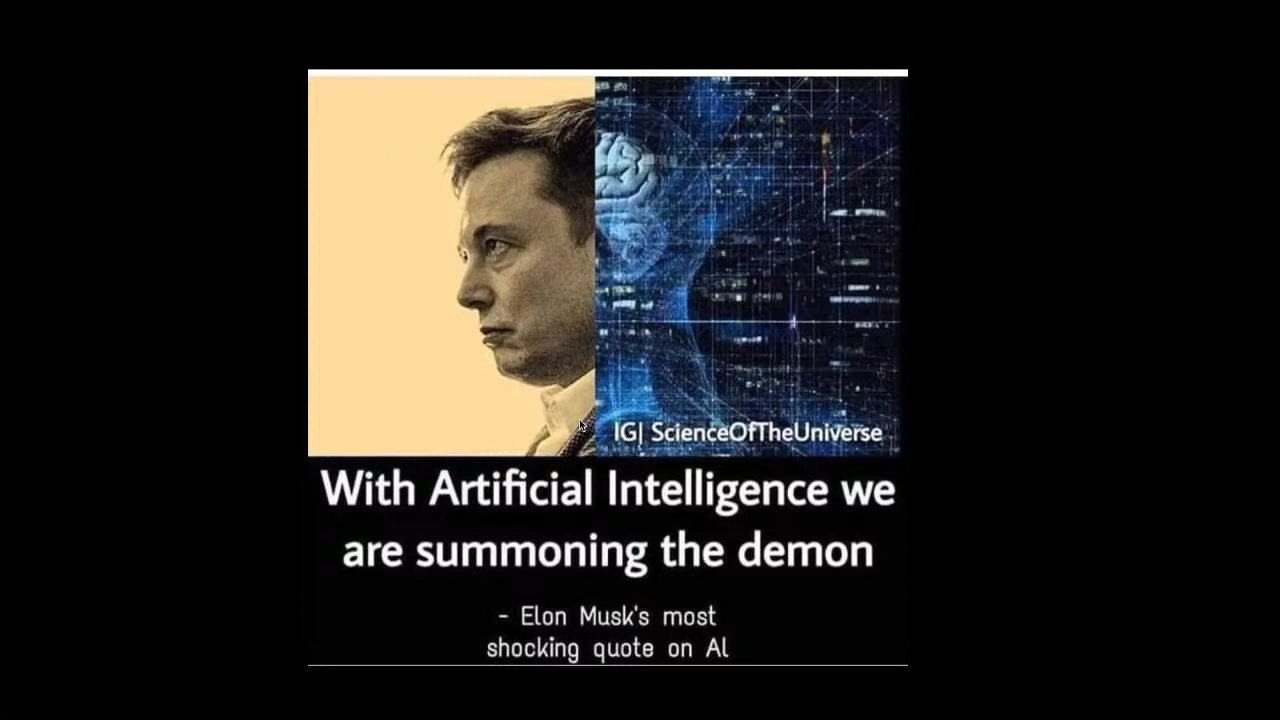 IG| ScienceOfTheUniverse
With Artificial Intelligence we
are summoning the demon
- Elon Musk's most
shocking quote on AI